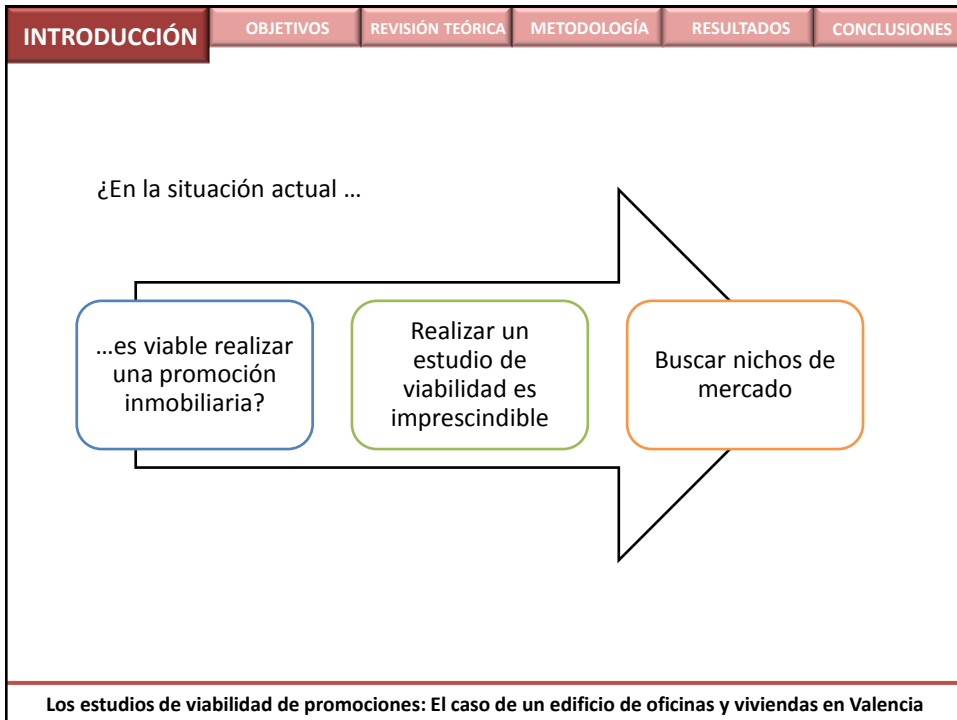 INTRODUCCIÓN
OBJETIVOS
REVISIÓN TEÓRICA
METODOLOGÍA
RESULTADOS
CONCLUSIONES
¿En la situación actual ...
...es viable realizar
una promoción
inmobiliaria?
Realizar un
estudio de
viabilidad es
imprescindible
Buscar nichos de
mercado
Los estudios de viabilidad de promociones: El caso de un edificio de oficinas y viviendas en Valencia